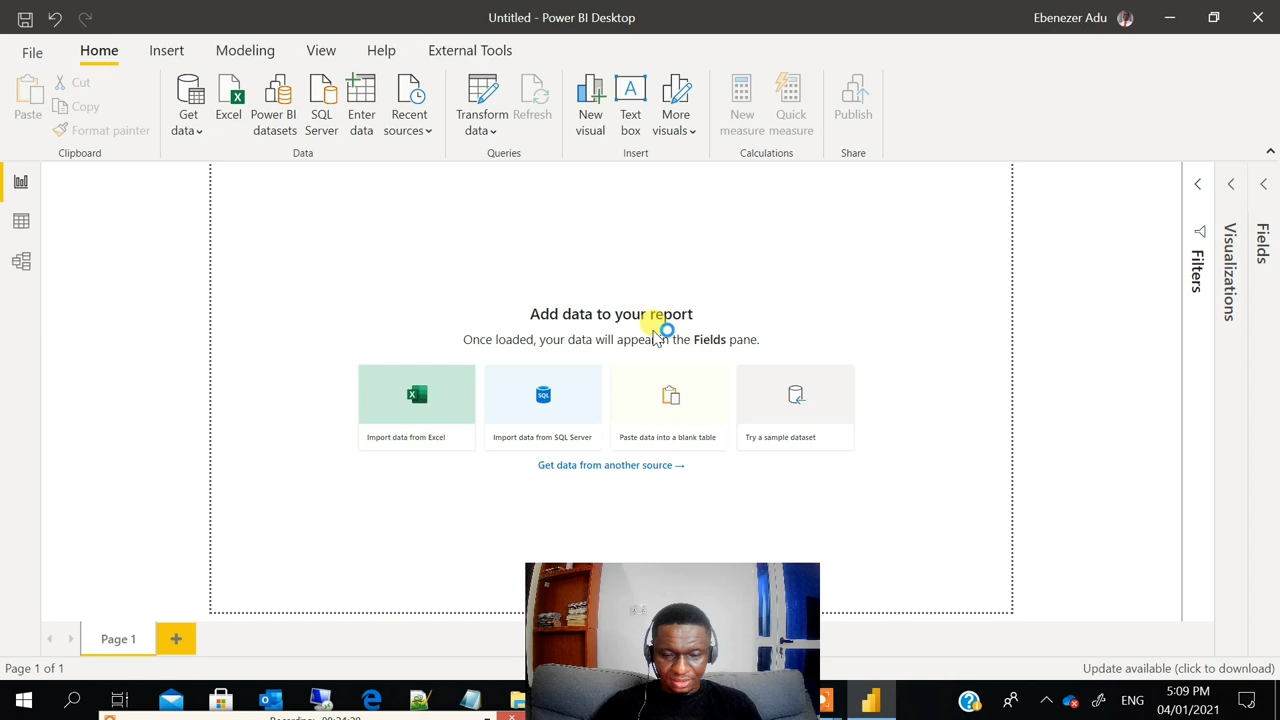 Untitled - Power BI Desktop
Ebenezer Adu
File
Home
Insert
Modeling
View
Help
External Tools
Paste
Cut
Copy
Format painter
Clipboard
Get data
Excel
Power BI datasets
SQL Server
Enter data
Recent sources
Data
Transform data
Refresh
Queries
New visual
A
Text box
More visuals
Insert
New measure
Quick measure
Calculations
Publish
Share
Filters
Visualizations
Fields
Add data to your report
Once loaded, your data will appear in the Fields pane.
X
SQL
Import data from Excel
Import data from SQL Server
Paste data into a blank table
Try a sample dataset
Get data from another source →
Page 1
Page 1 of 1
Update available (click to download)
ENG
5:09 PM
04/01/2021